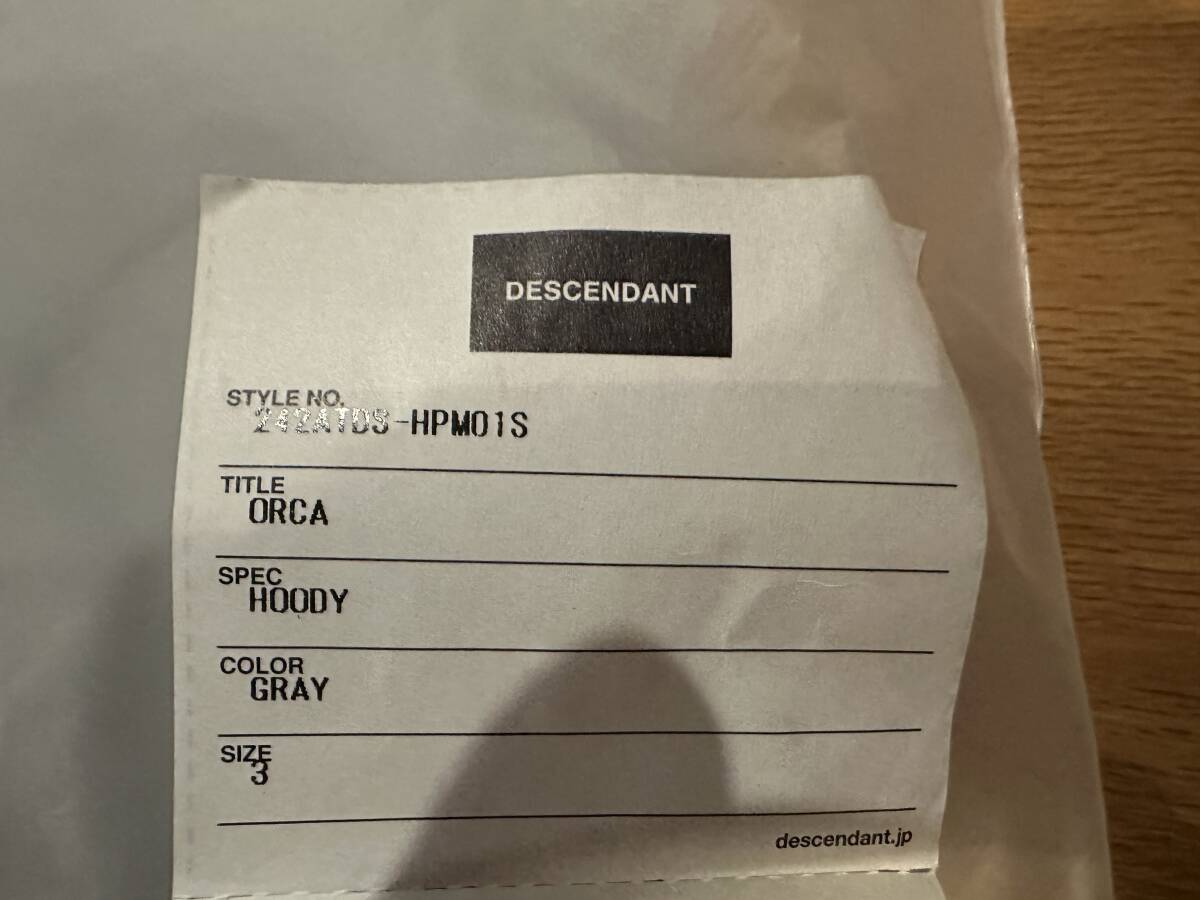 DESCENDANT
STYLE NO.
242ATDS-HPM01S
TITLE
ORCA
SPEC
HOODY
COLOR
GRAY
SIZE
3
descendant.jp